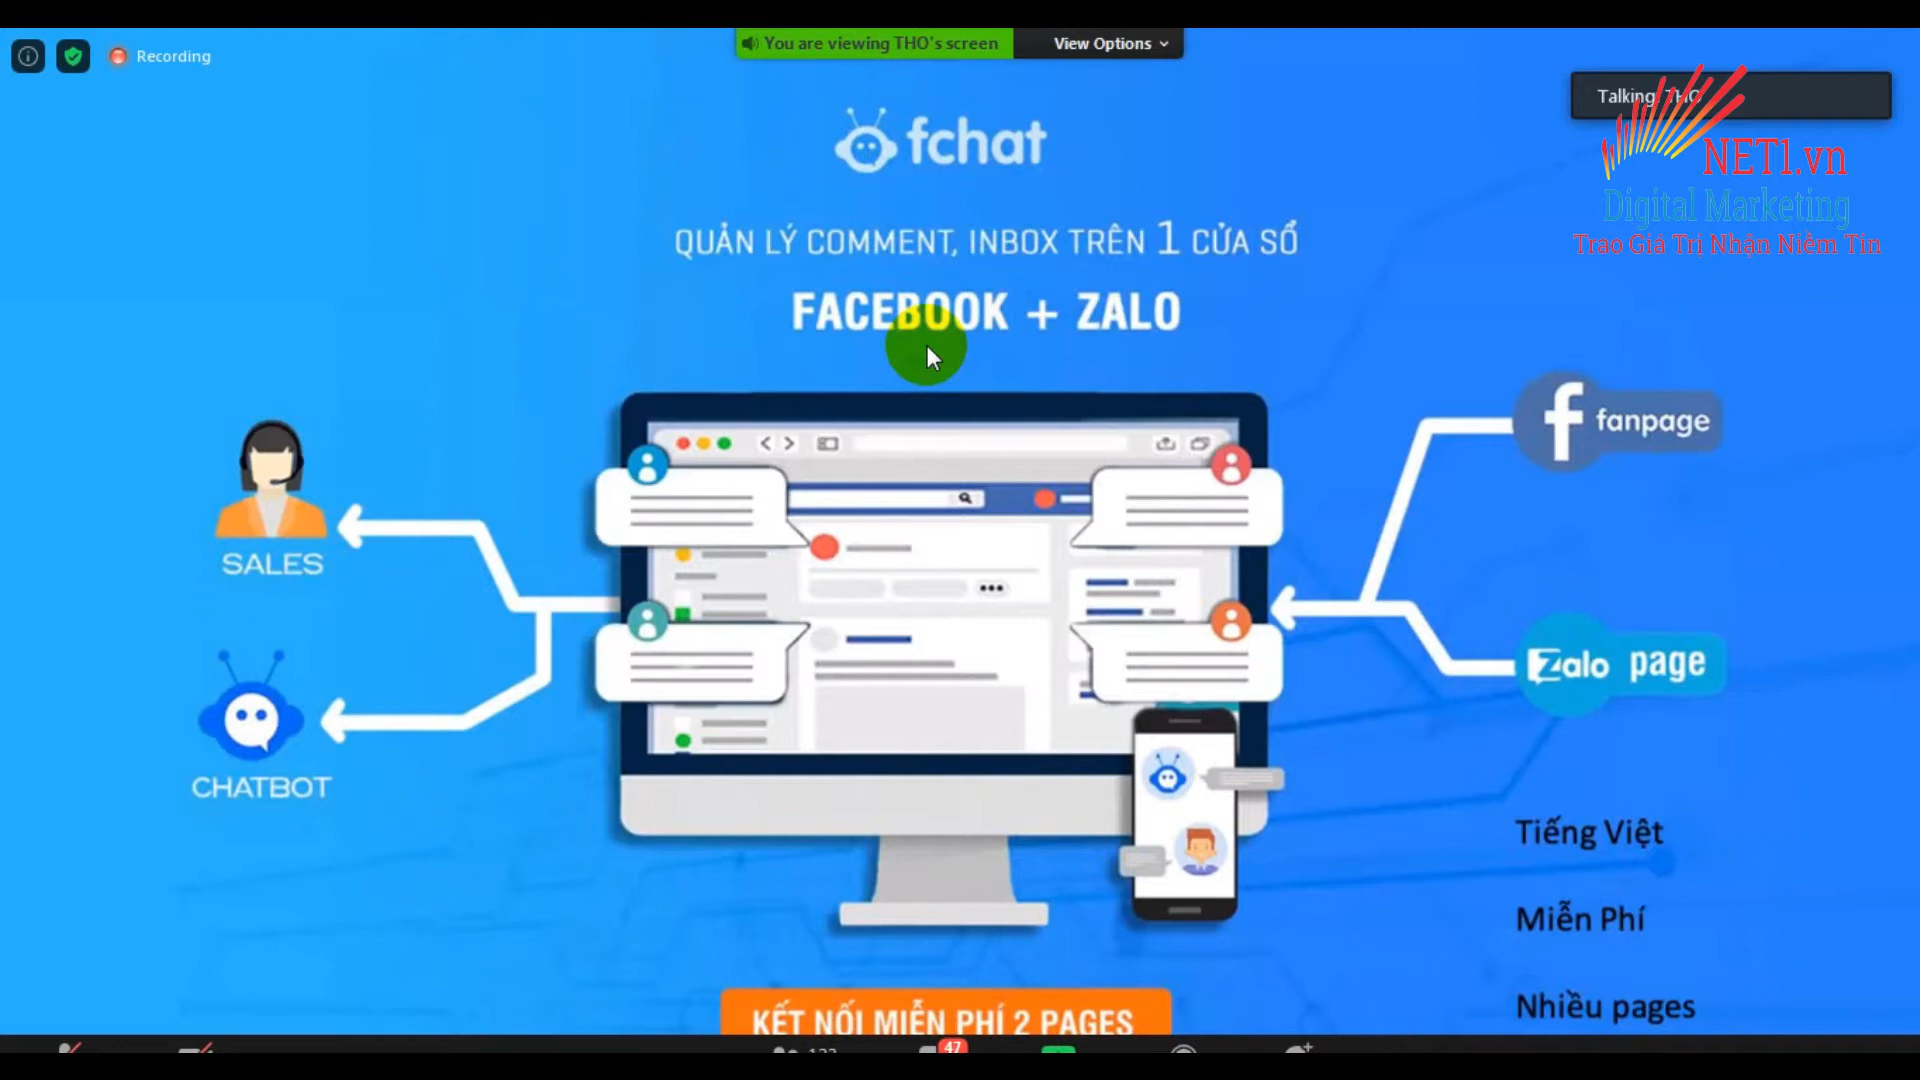 You are viewing THO's screen
View Options
Recording
Talking: THO
NET1.vn
Digital Marketing
Trao Giá Trị Nhận Niềm Tin
fchat
QUẢN LÝ COMMENT, INBOX TRÊN 1 CỬA SỔ
FACEBOOK + ZALO
f fanpage
SALES
Zalo page
CHATBOT
Tiếng Việt
Miễn Phí
Nhiều pages
KẾT NỐI MIỄN PHÍ 2 PAGES
47